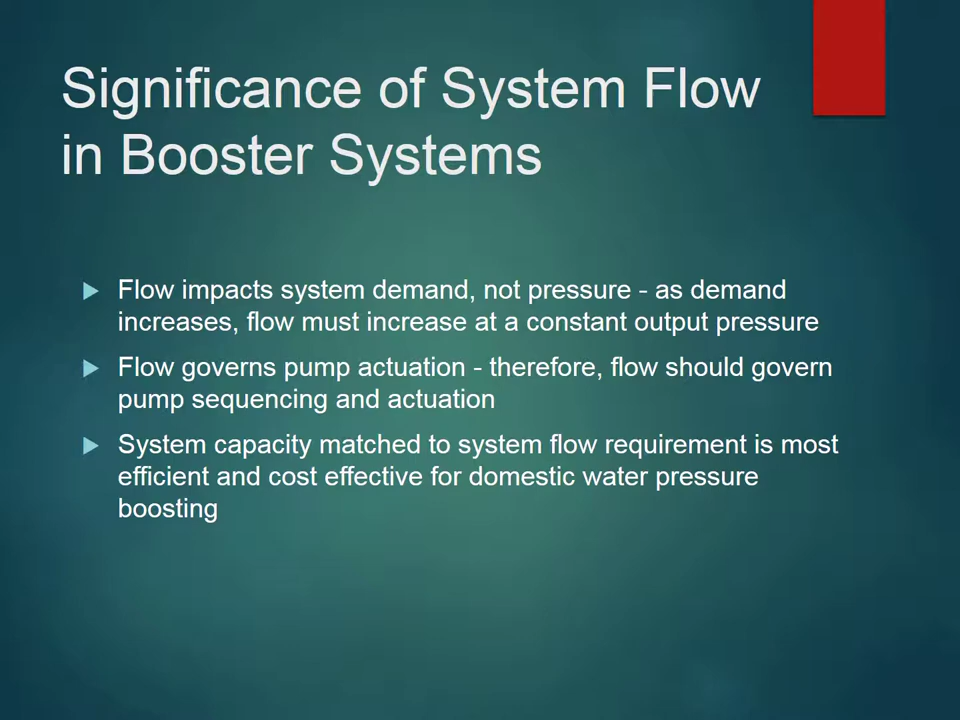 Significance of System Flow
in Booster Systems
Flow impacts system demand, not pressure - as demand
increases, flow must increase at a constant output pressure
Flow governs pump actuation - therefore, flow should govern
pump sequencing and actuation
System capacity matched to system flow requirement is most
efficient and cost effective for domestic water pressure
boosting